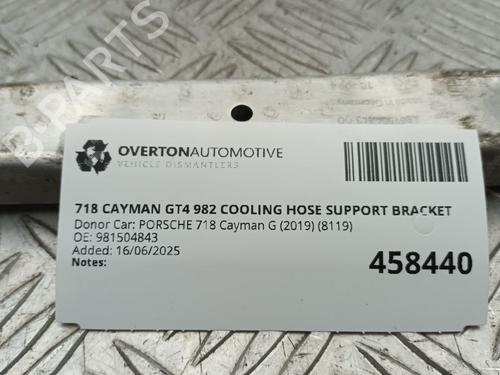 B-PARTS
OVERTONAUTOMOTIVE
VEHICLE DISMANTLERS
718 CAYMAN GT4 982 COOLING HOSE SUPPORT BRACKET
Donor Car: PORSCHE 718 Cayman G (2019) (8119)
OE: 981504843
Added: 16/06/2025
Notes:
458440